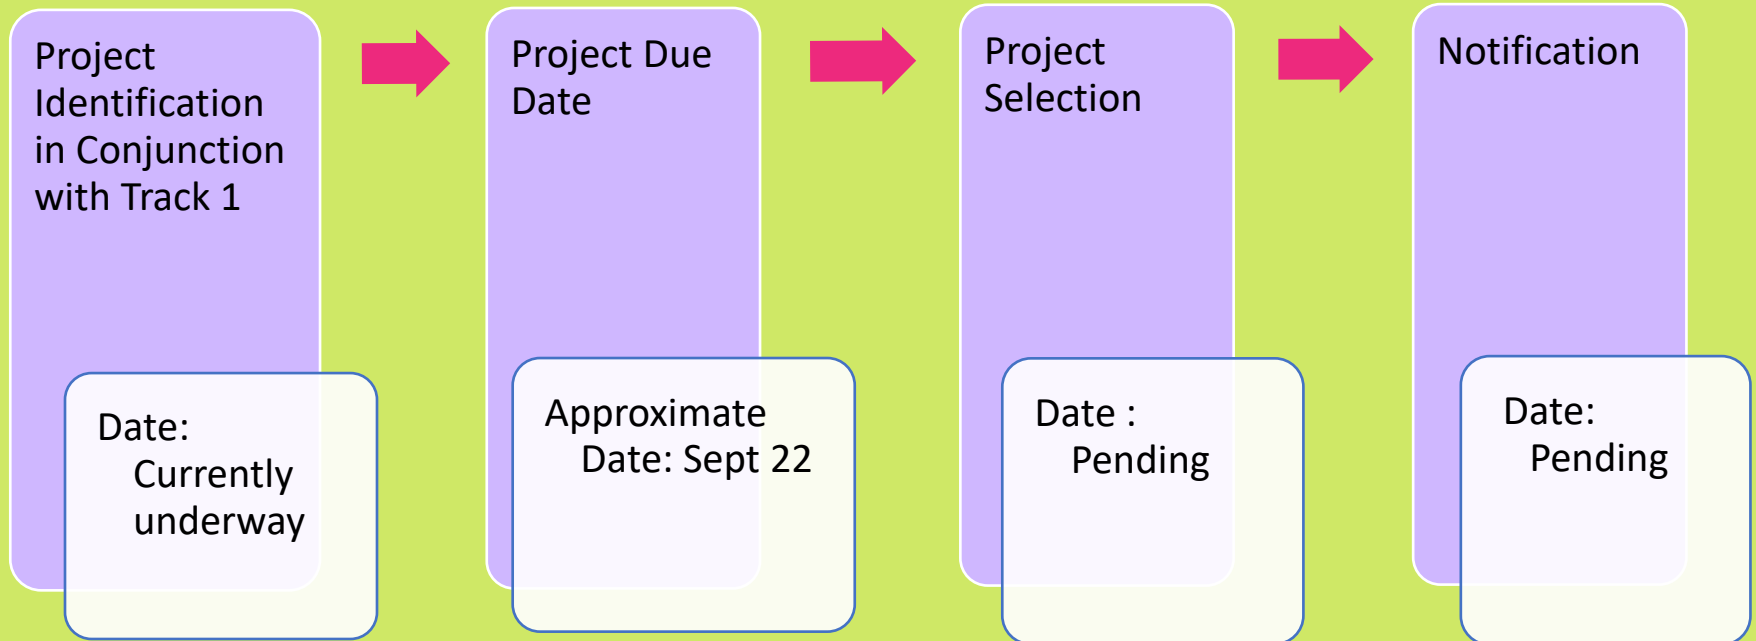 Project
Identification
in Conjunction
with Track 1
Date:
Currently
underway
Project Due
Date
Approximate
Date: Sept 22
Project
Selection
Date :
Pending
Notification
Date:
Pending